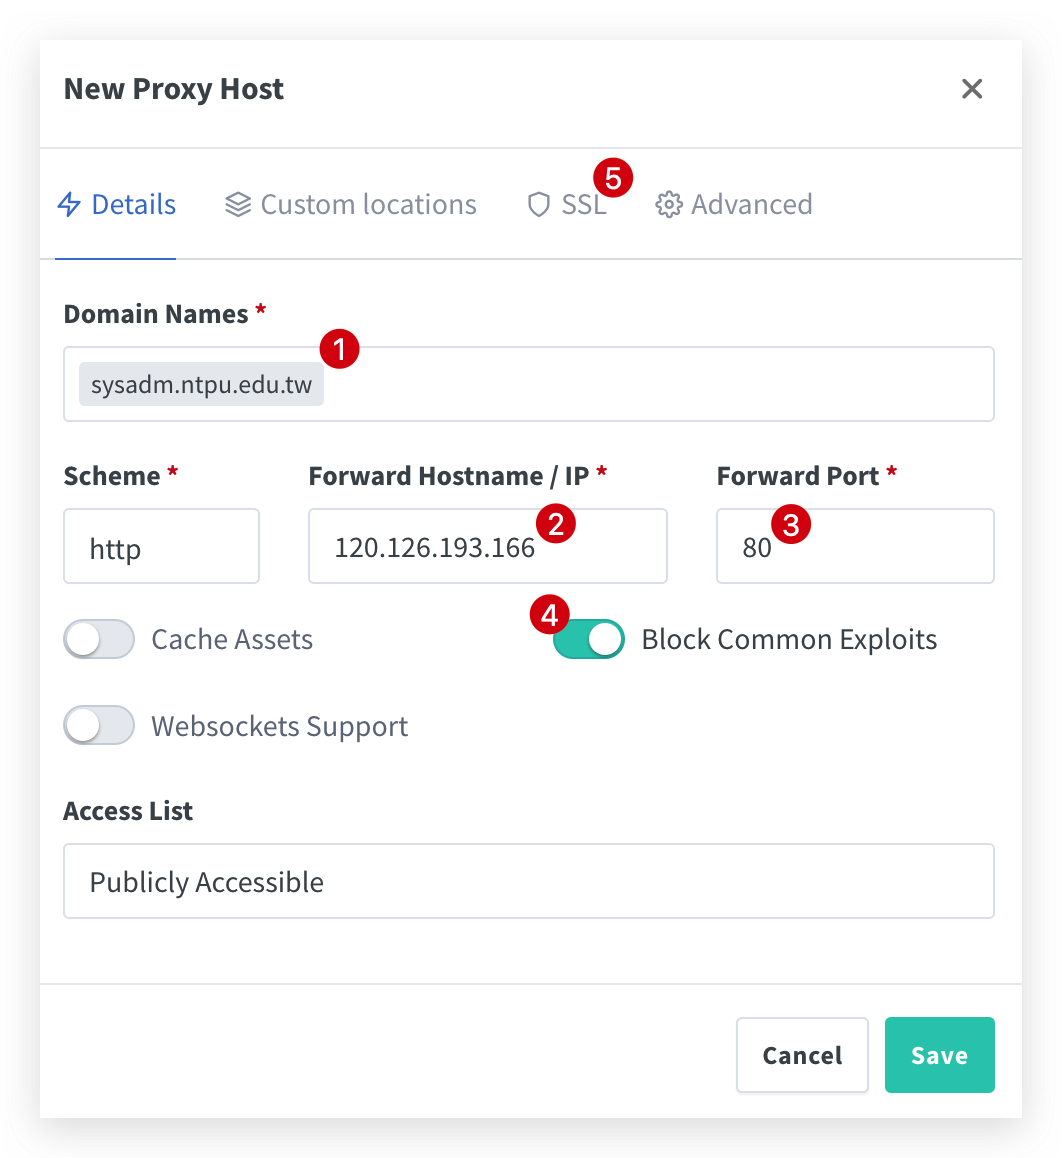 New Proxy Host
Details Custom locations SSL 5 Advanced
Domain Names *
sysadm.ntpu.edu.tw 1
Scheme * Forward Hostname / IP * Forward Port *
http 120.126.193.166 2 80 3
Cache Assets 4 Block Common Exploits
Websockets Support
Access List
Publicly Accessible
Cancel Save